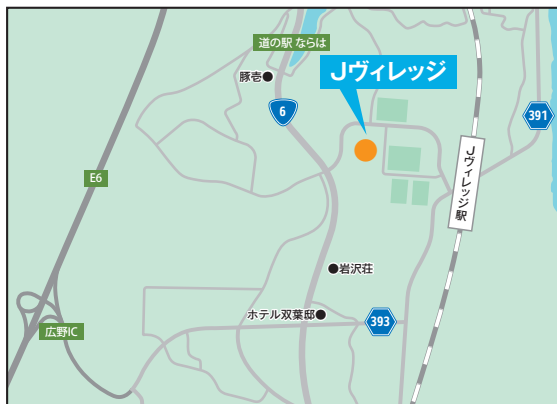 道の駅 ならは
豚壱
Jヴィレッジ
6
391
E6
Jヴィレッジ駅
岩沢荘
ホテル双葉邸
393
広野IC